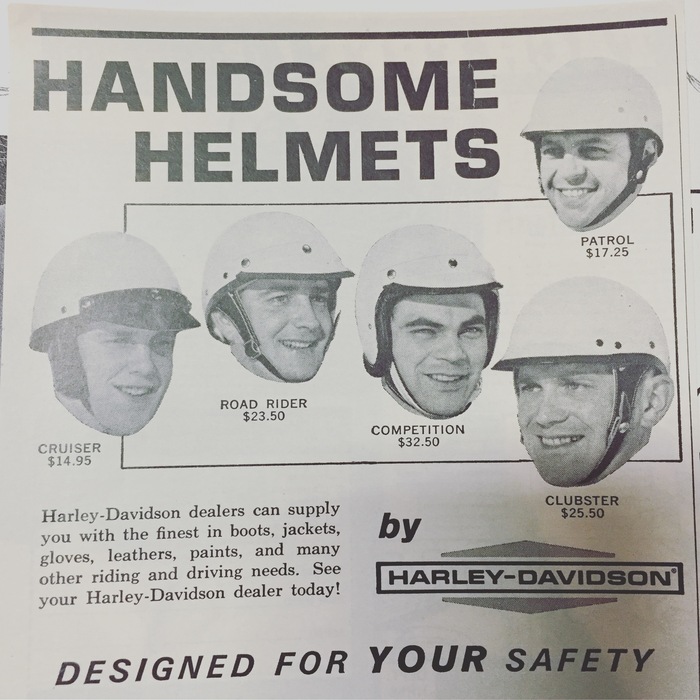 HANDSOME
HELMETS
PATROL
$17.25
ROAD RIDER
$23.50
COMPETITION
$32.50
CRUISER
$14.95
CLUBSTER
$25.50
Harley-Davidson dealers can supply
you with the finest in boots, jackets,
gloves, leathers, paints, and many
other riding and driving needs. See
your Harley-Davidson dealer today!
by
HARLEY-DAVIDSON
DESIGNED FOR YOUR SAFETY